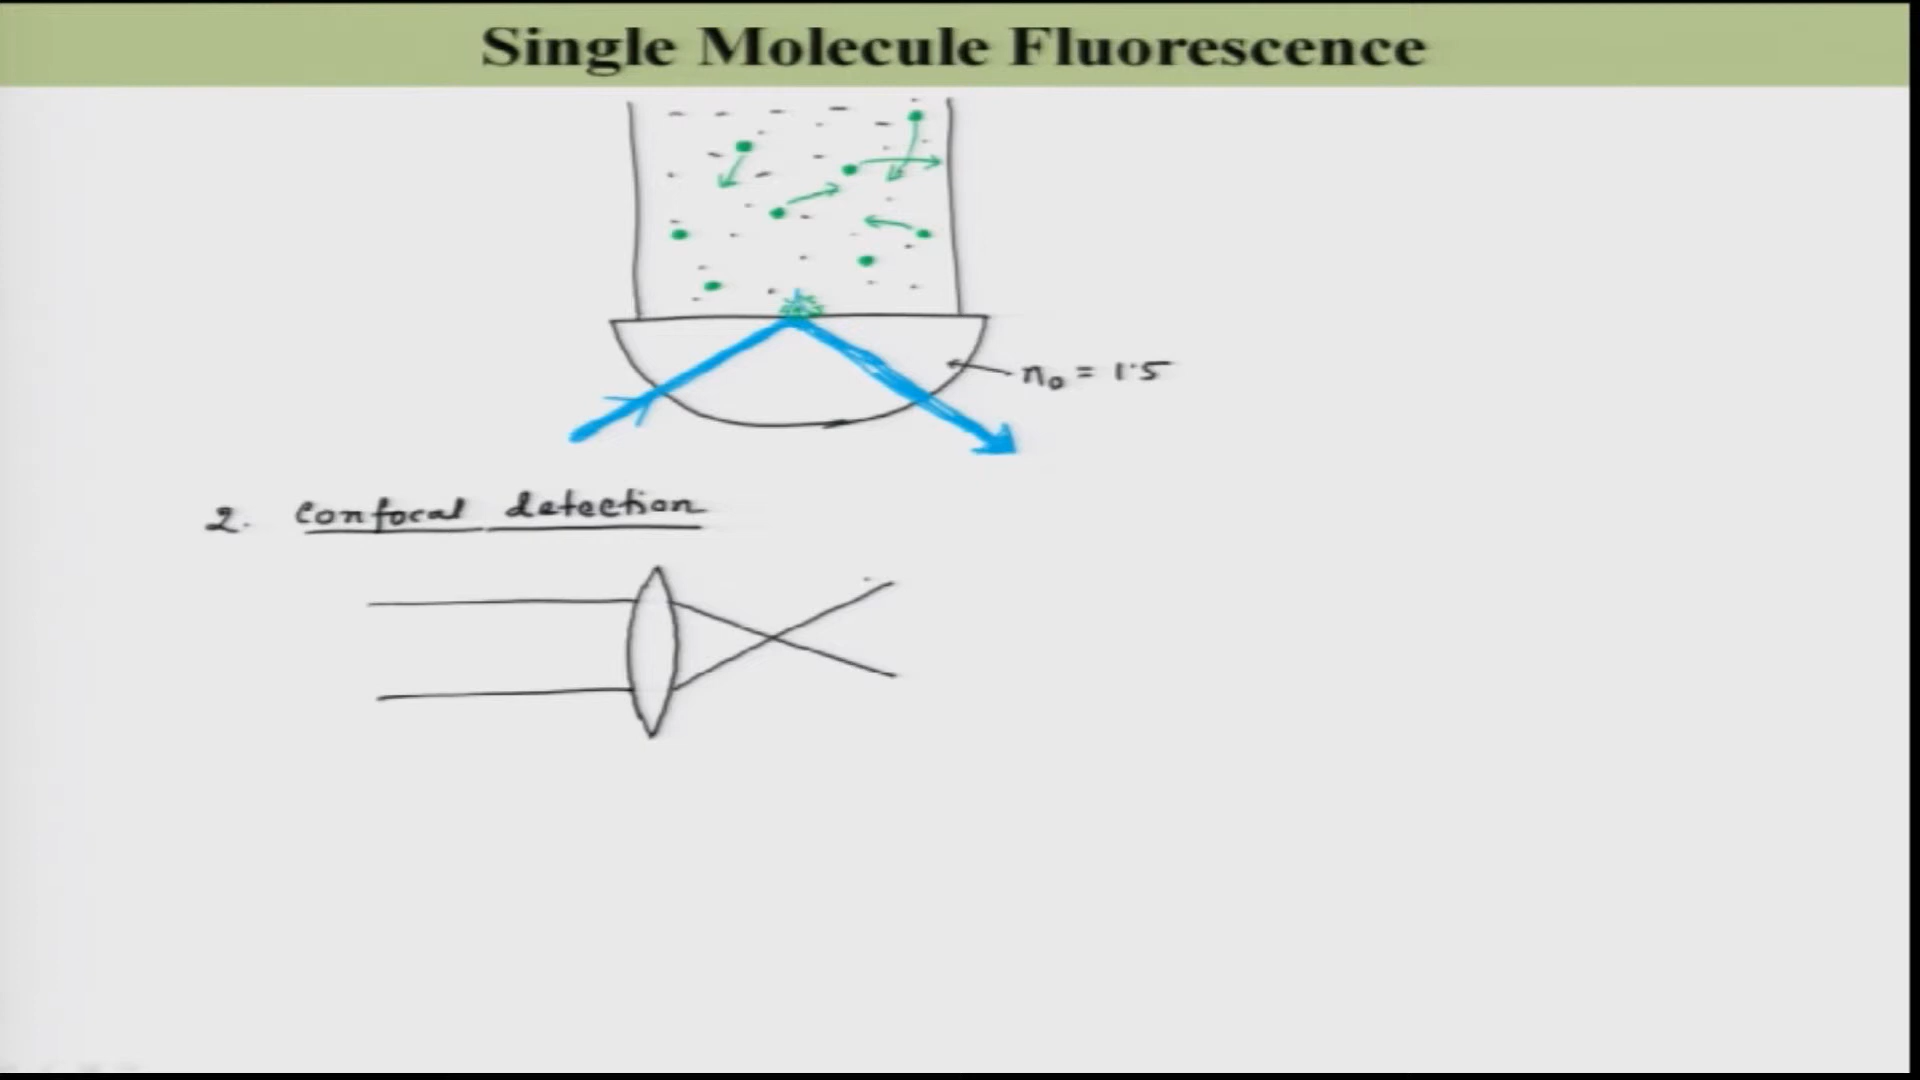 Single Molecule Fluorescence
n₀ = 1.5
2. Confocal detection